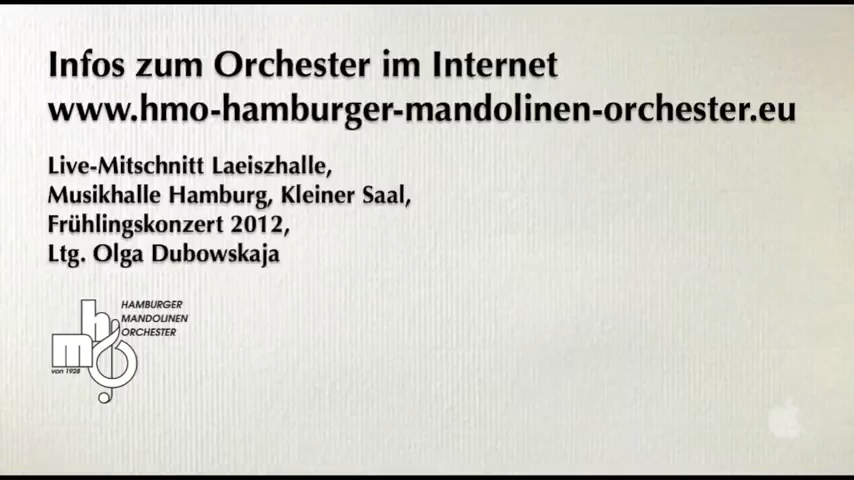 Infos zum Orchester im Internet
www.hmo-hamburger-mandolinen-orchester.eu
Live-Mitschnitt Laeiszhalle,
Musikhalle Hamburg, Kleiner Saal,
Frühlingskonzert 2012,
Ltg. Olga Dubowskaja
hmo
HAMBURGER
MANDOLINEN
ORCHESTER
von 1928